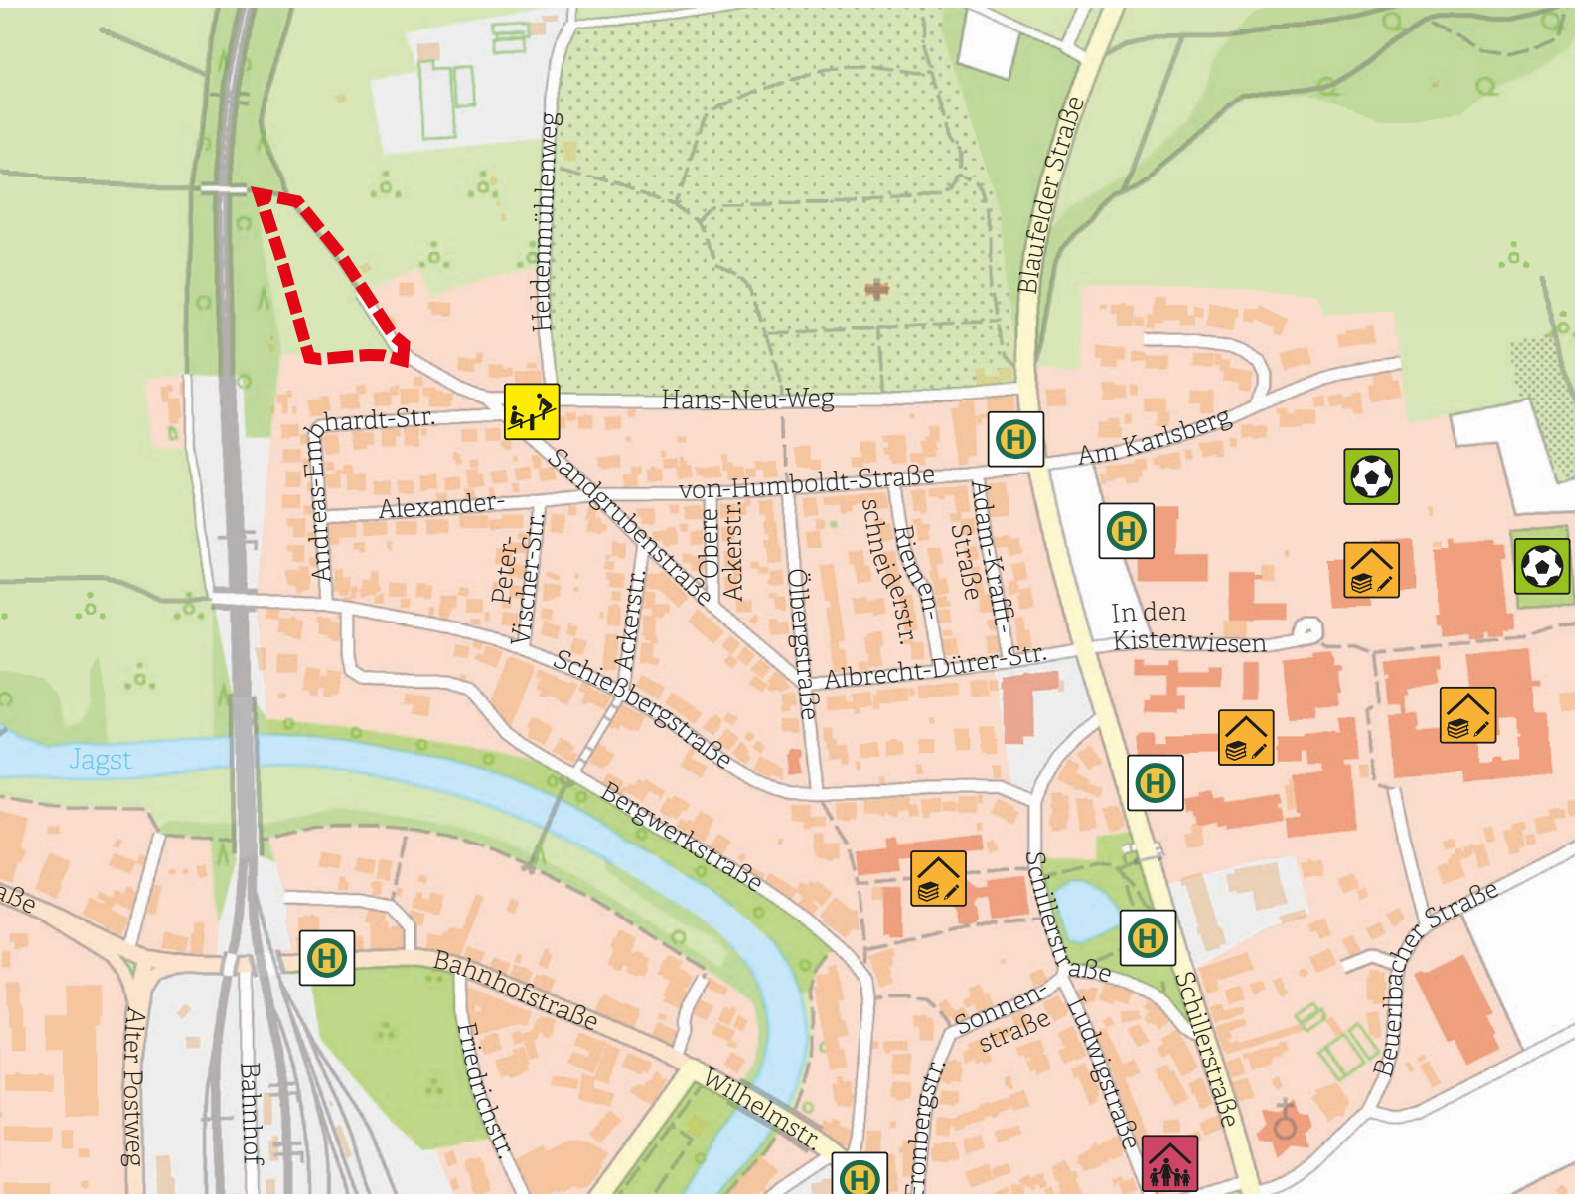 Heldenmühlenweg
Blaufelder Straße
Hans-Neu-Weg
hardt-Str.
Andreas-Emb
H
Am Karlsberg
Sandgrubenstraße
von-Humboldt-Straße
Alexander-
Peter-
Vischer-Str.
Obere
Ackerstr.
Ackerstr.
Ölbergstraße
Riemen-
schneiderstr.
Adam-Krafft-
Straße
H
In den
Kistenwiesen
Albrecht-Dürer-Str.
Schießbergstraße
Jagst
H
Bergwerkstraße
Schillerstraße
aße
H
Beuerlbacher Straße
H
Bahnhofstraße
Sonnen-
straße
Schillerstraße
Ludwigstraße
Alter Postweg
Bahnhof
Friedrichstr.
Wilhelmstr.
ronbergstr.
H